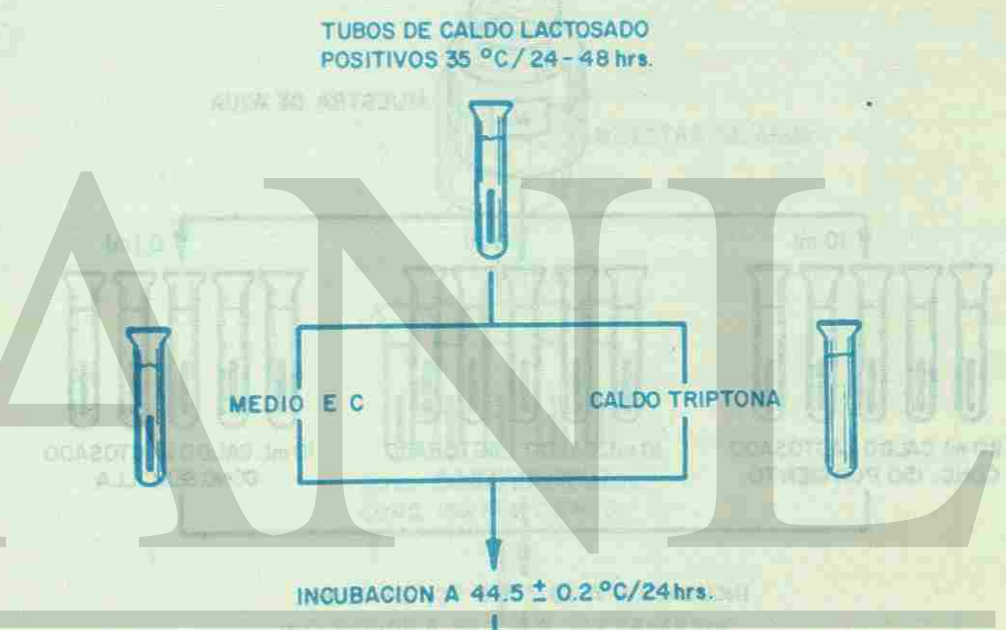 TUBOS DE CALDO LACTOSADO
POSITIVOS 35 °C/24-48 hrs.
MEDIO E C
CALDO TRIPTONA
ANL
INCUBACION A 44.5 ± 0.2 °C/24 hrs.